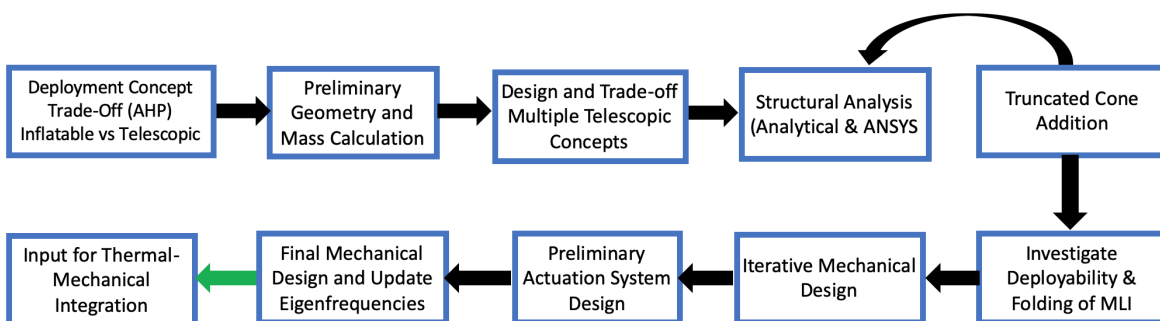 Deployment Concept
Trade-Off (AHP)
Inflatable vs Telescopic
Preliminary
Geometry and
Mass Calculation
Design and Trade-off
Multiple Telescopic
Concepts
Structural Analysis
(Analytical & ANSYS
Truncated Cone
Addition
Investigate
Deployability &
Folding of MLI
Iterative Mechanical
Design
Preliminary
Actuation System
Design
Final Mechanical
Design and Update
Eigenfrequencies
Input for Thermal-
Mechanical
Integration